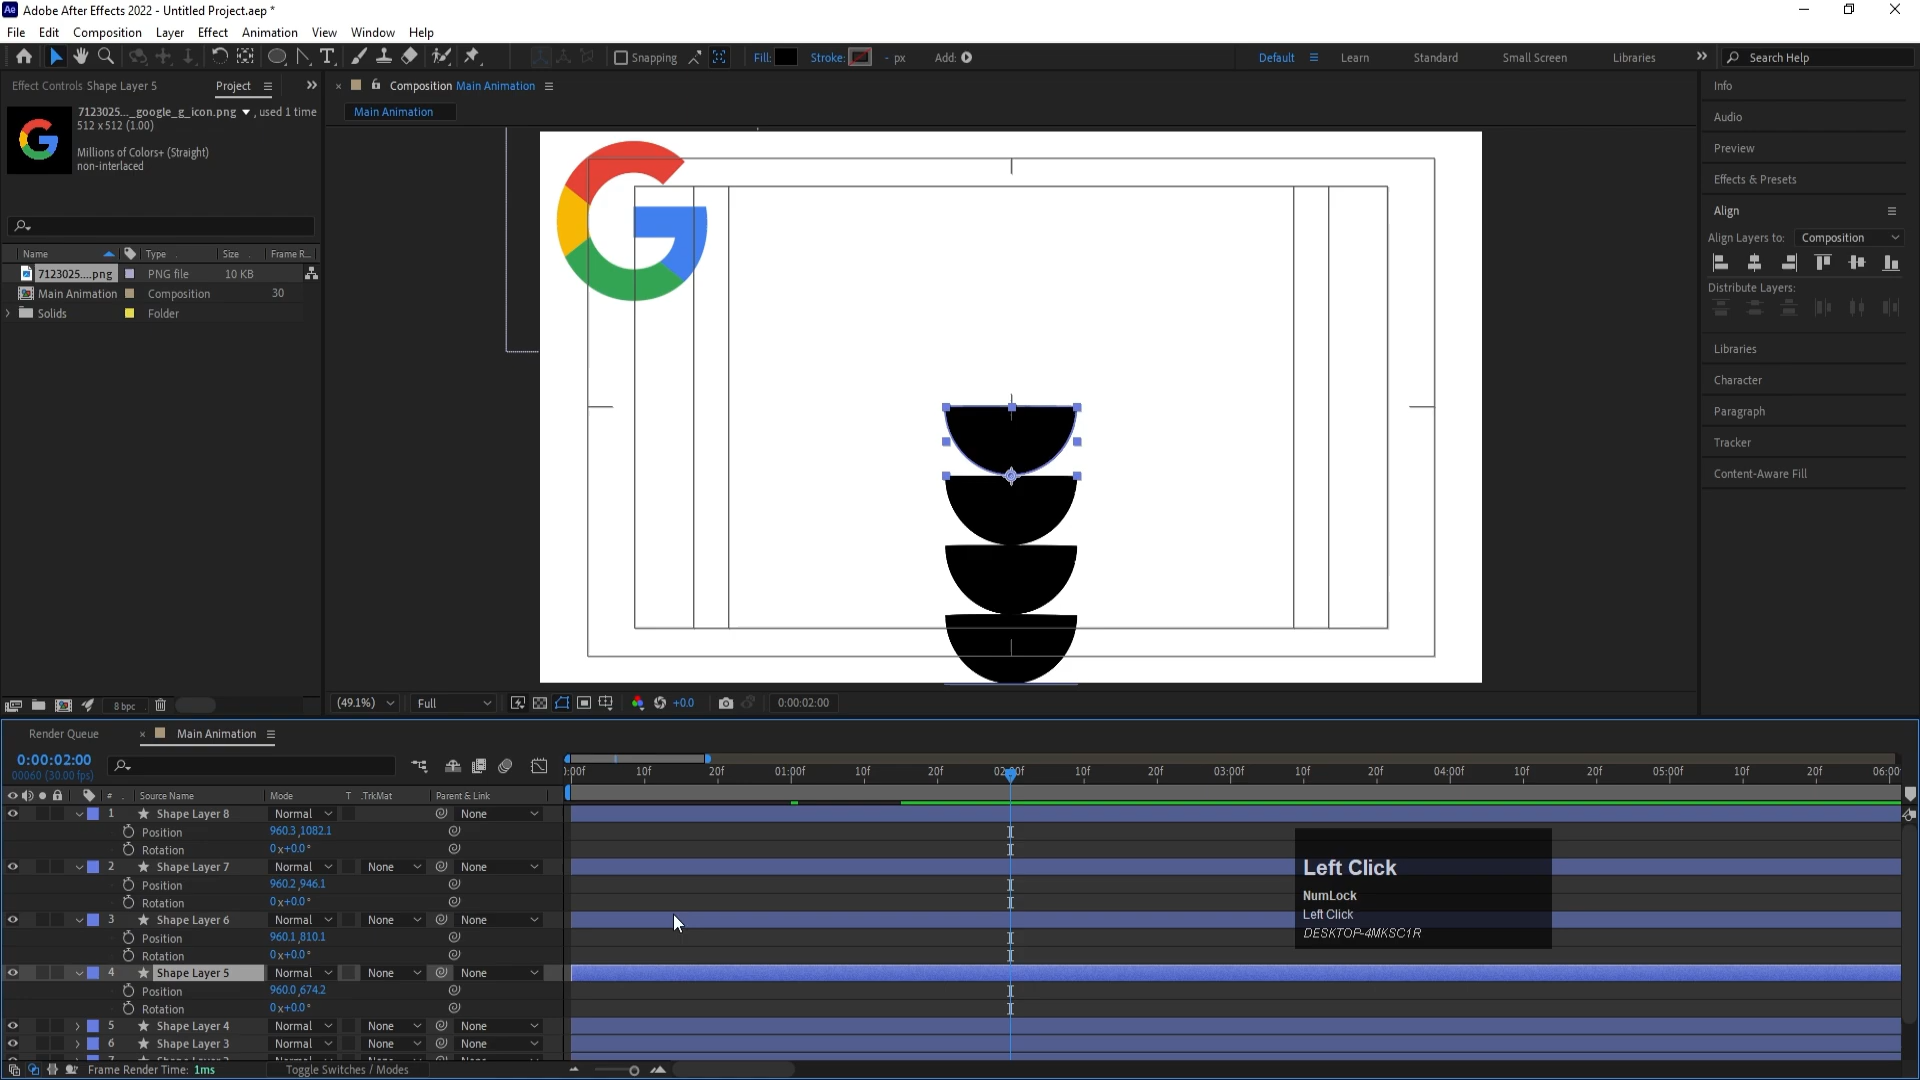 Adobe After Effects 2022 - Untitled Project.aep *
File Edit Composition Layer Effect Animation View Window Help
Snapping Fill: Stroke: - px Add: Default Learn Standard Small Screen Libraries Search Help
Effect Controls Shape Layer 5 Project
Composition Main Animation
Main Animation
7123025..._google_g_icon.png , used 1 time
512 x 512 (1.00)
Millions of Colors+ (Straight)
non-interlaced
Name Type Size Frame R...
7123025....png PNG file 10 KB
Main Animation Composition 30
Solids Folder
Info
Audio
Preview
Effects & Presets
Align
Align Layers to: Composition
Distribute Layers:
Libraries
Character
Paragraph
Tracker
Content-Aware Fill
8 bpc
(49.1%) Full +0.0 0:00:02:00
Render Queue Main Animation
0:00:02:00
00060 (30.00 fps)
):00f 10f 20f 01:00f 10f 20f 02:00f 10f 20f 03:00f 10f 20f 04:00f 10f 20f 05:00f 10f 20f 06:00
# Source Name Mode T .TrkMat Parent & Link
1 Shape Layer 8 Normal None
Position 960.3,1082.1
Rotation 0x+0.0°
2 Shape Layer 7 Normal None None
Position 960.2,946.1
Rotation 0x+0.0°
3 Shape Layer 6 Normal None None
Position 960.1,810.1
Rotation 0x+0.0°
4 Shape Layer 5 Normal None None
Position 960.0,674.2
Rotation 0x+0.0°
5 Shape Layer 4 Normal None None
6 Shape Layer 3 Normal None None
Left Click
NumLock
Left Click
DESKTOP-4MKSC1R
Frame Render Time: 1ms Toggle Switches / Modes